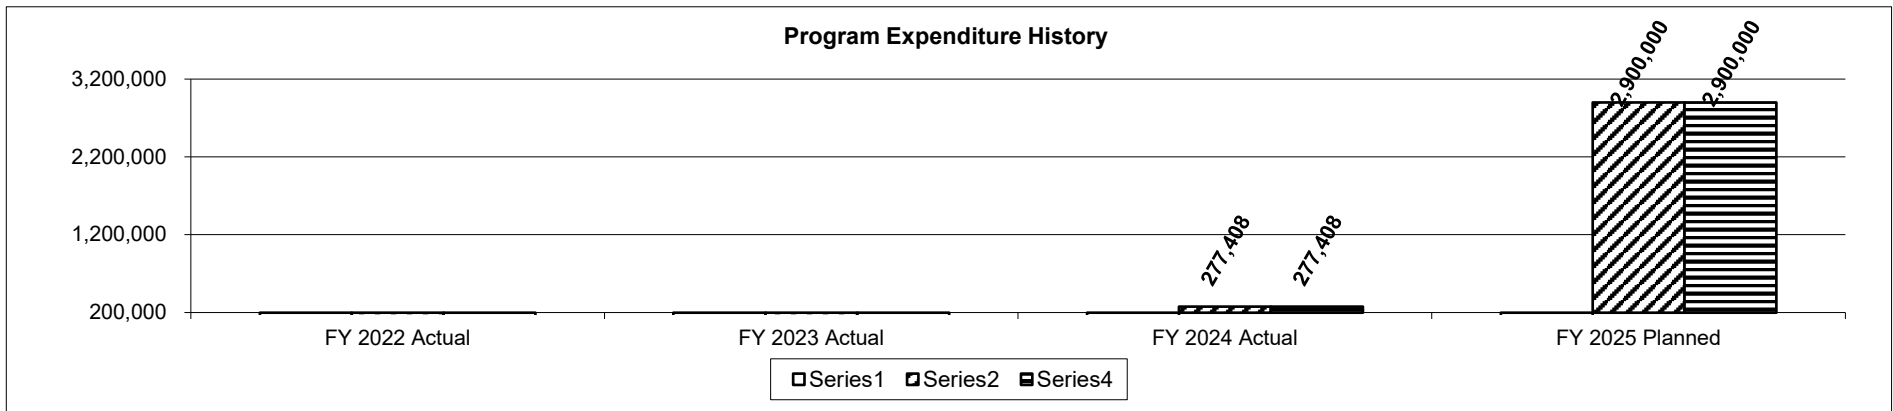 Program Expenditure History
3,200,000
2,200,000
1,200,000
200,000
277,408
277,408
2,900,000
2,900,000
FY 2022 Actual
FY 2023 Actual
FY 2024 Actual
FY 2025 Planned
Series1
Series2
Series4